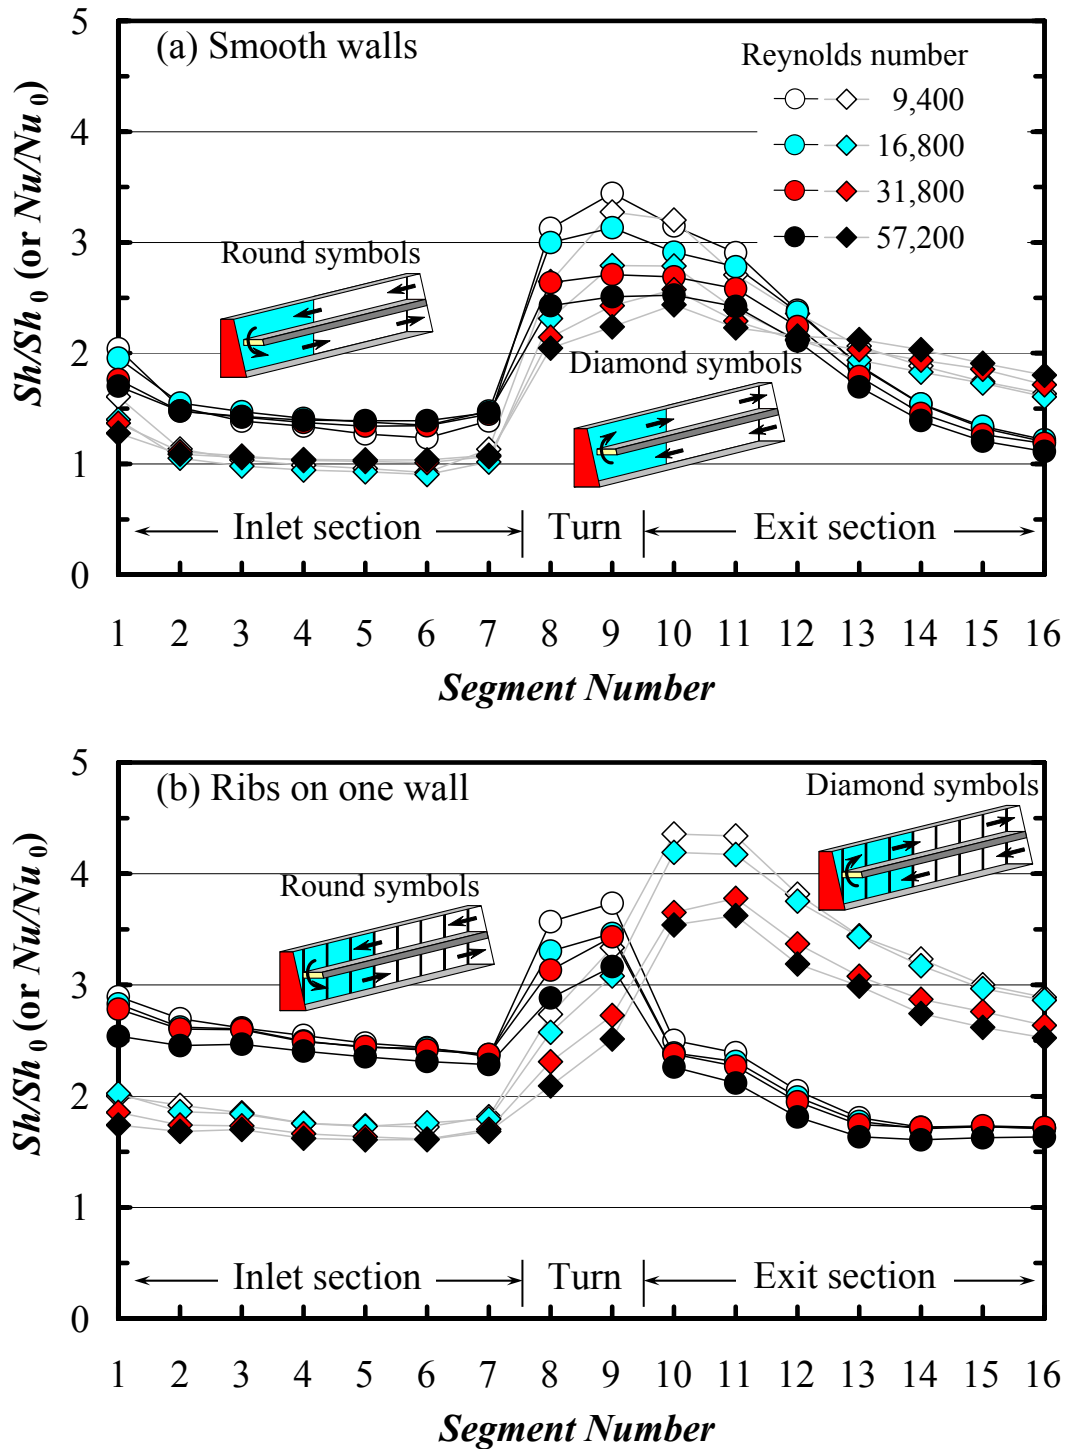 (a) Smooth walls
Reynolds number
9,400
16,800
31,800
57,200
Round symbols
Diamond symbols
Inlet section
Turn
Exit section
5
4
3
2
1
0
Sh/Sh 0 (or Nu/Nu 0)
1 2 3 4 5 6 7 8 9 10 11 12 13 14 15 16
Segment Number
(b) Ribs on one wall
Diamond symbols
Round symbols
Inlet section
Turn
Exit section
5
4
3
2
1
0
Sh/Sh 0 (or Nu/Nu 0)
1 2 3 4 5 6 7 8 9 10 11 12 13 14 15 16
Segment Number